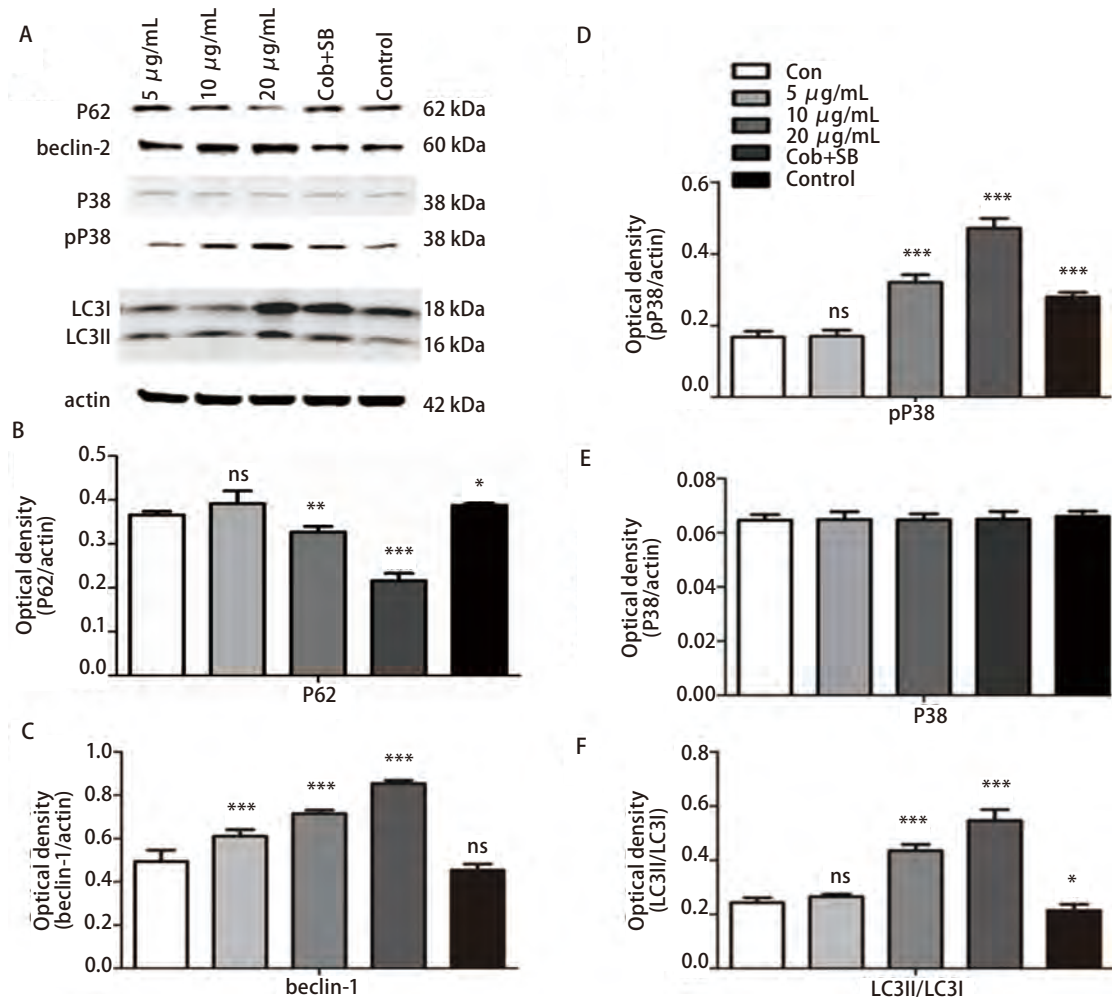 A
5 μg/mL
10 μg/mL
20 μg/mL
Cob+SB
Control
P62
62 kDa
beclin-2
60 kDa
P38
38 kDa
pP38
38 kDa
LC3I
18 kDa
LC3II
16 kDa
actin
42 kDa
B
Optical density
(P62/actin)
0.5
0.4
0.3
0.2
0.1
0.0
ns
**
***
*
P62
C
Optical density
(beclin-1/actin)
1.0
0.8
0.6
0.4
0.2
0.0
***
***
***
ns
beclin-1
D
Con
5 μg/mL
10 μg/mL
20 μg/mL
Cob+SB
Control
Optical density
(pP38/actin)
0.6
0.4
0.2
0.0
ns
***
***
***
pP38
E
Optical density
(P38/actin)
0.08
0.06
0.04
0.02
0.00
P38
F
Optical density
(LC3II/LC3I)
0.8
0.6
0.4
0.2
0.0
ns
***
***
*
LC3II/LC3I